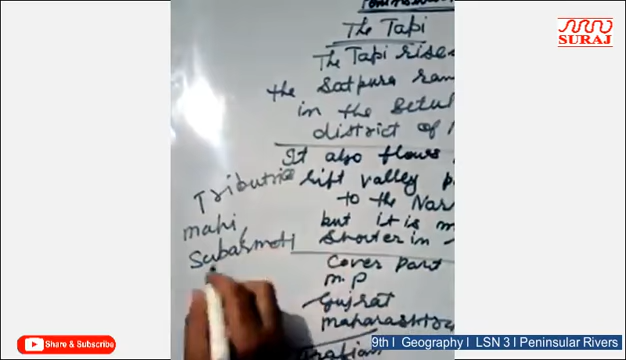 SURAJ
The Tapi
The Tapi rises
the Satpura ran
in the Betul
district of
It also flows
rift valley p
to the Nar
but it is m
Shorter in
Tributries
mahi,
Subarmoti
Cover Part
M.P
Gujrat
maharashtra
Share & Subscribe
9th I Geography I LSN 3 I Peninsular Rivers